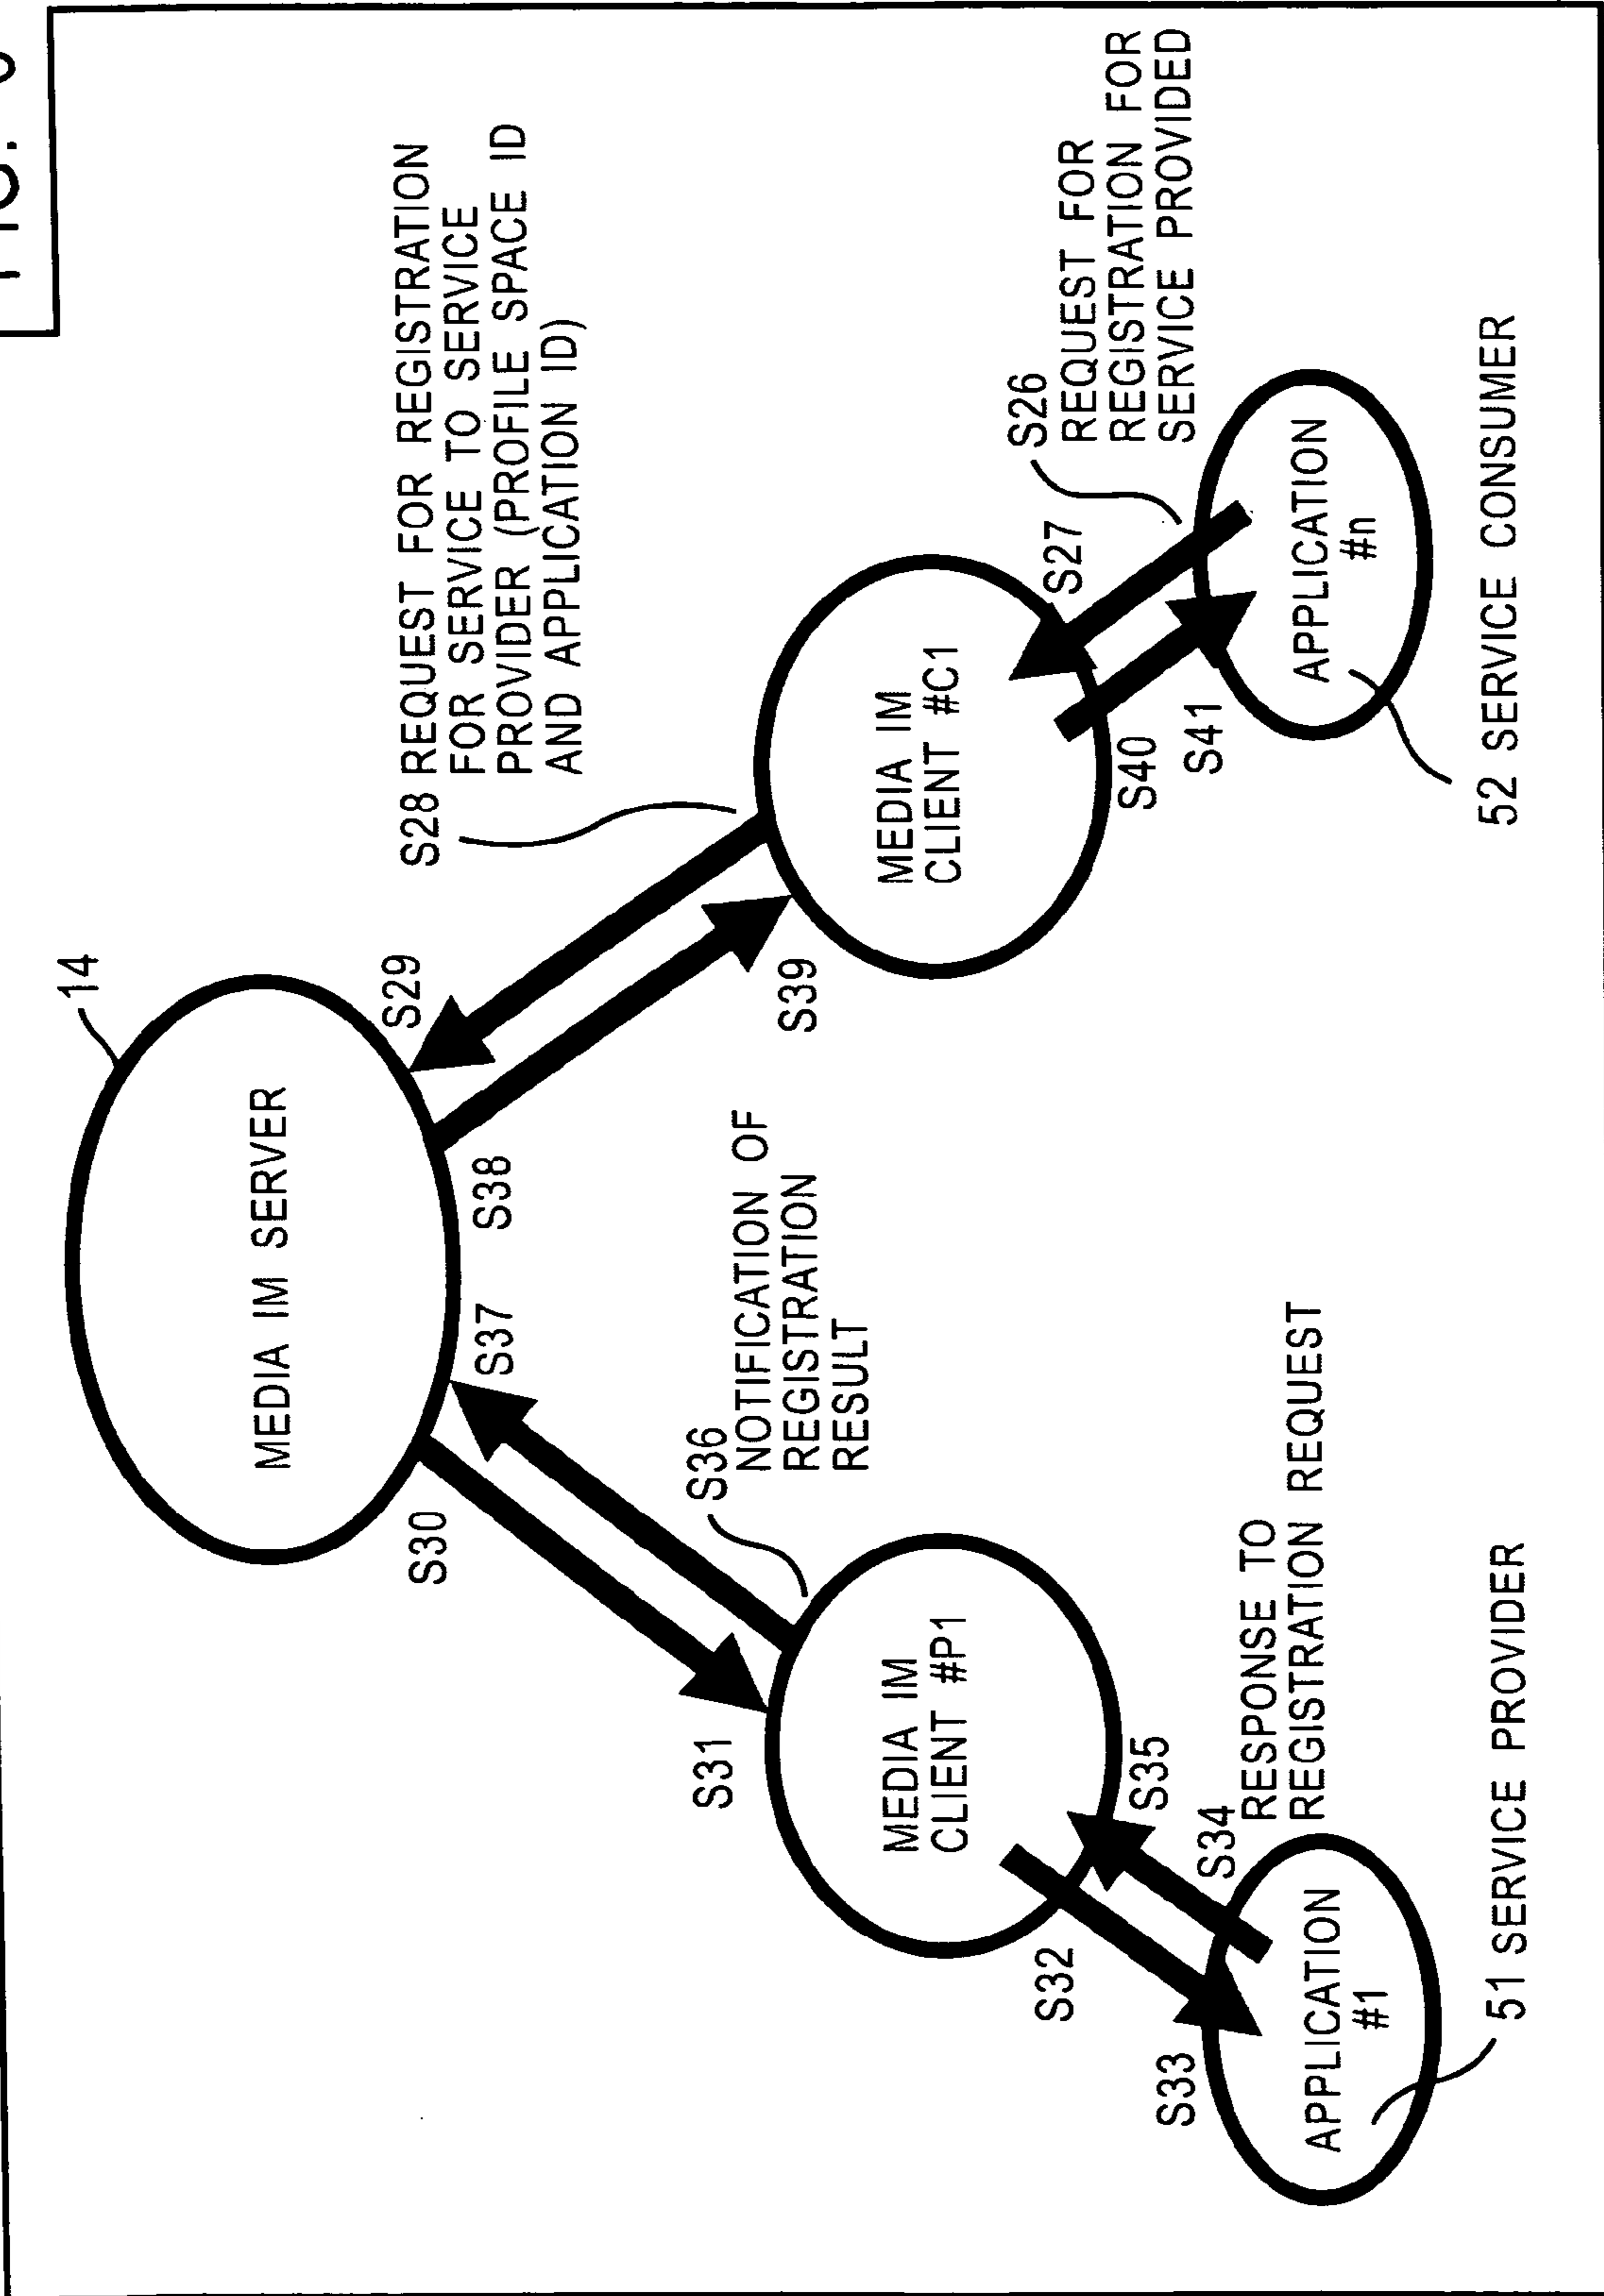 FIG.
14
MEDIA IM SERVER
S29
S28 REQUEST FOR REGISTRATION
FOR SERVICE TO SERVICE
PROVIDER (PROFILE SPACE ID
AND APPLICATION ID)
S30
S37
S38
S31
S36
NOTIFICATION OF
REGISTRATION
RESULT
S39
MEDIA IM
CLIENT #P1
MEDIA IM
CLIENT #C1
S27
S26
REQUEST FOR
REGISTRATION FOR
SERVICE PROVIDED
S32
S35
S40
S33
S34
RESPONSE TO
REGISTRATION REQUEST
S41
APPLICATION
#1
APPLICATION
#n
51 SERVICE PROVIDER
52 SERVICE CONSUMER